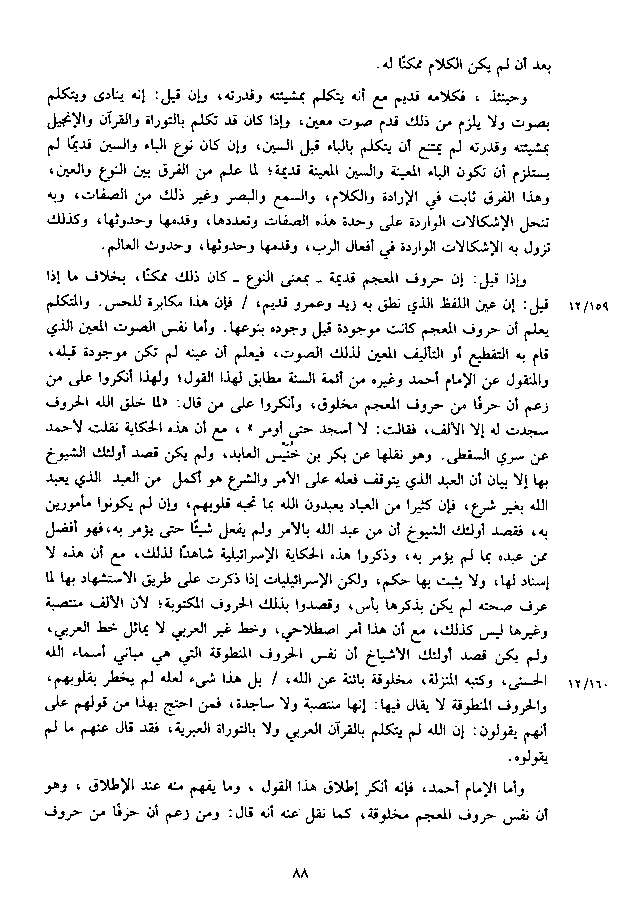 بعد أن لم يكن الكلام ممكنًا له.
وحينئذ ، فكلامه قديم مع أنه يتكلم بمشيئته وقدرته، وإن قيل: إنه ينادى ويتكلم
بصوت ولا يلزم من ذلك قدم صوت معين، وإذا كان قد تكلم بالتوراة والقرآن والإنجيل
بمشيئته وقدرته لم يمتنع أن يتكلم بالباء قبل السين، وإن كان نوع الباء والسين قديمًا لم
يستلزم أن تكون الباء المعينة والسين المعينة قديمة؛ لما علم من الفرق بين النوع والعين،
وهذا الفرق ثابت في الإرادة والكلام، والسمع والبصر وغير ذلك من الصفات، وبه
تنحل الإشكالات الواردة على وحدة هذه الصفات وتعددها، وقدمها وحدوثها، وكذلك
تزول به الإشكالات الواردة في أفعال الرب، وقدمها وحدوثها، وحدوث العالم.
وإذا قيل: إن حروف المعجم قديمة ـ بمعنى النوع ـ كان ذلك ممكنًا، بخلاف ما إذا
١٢/١٥٩ قيل: إن عين اللفظ الذي نطق به زيد وعمرو قديم، / فإن هذا مكابرة للحس. والمتكلم
يعلم أن حروف المعجم كانت موجودة قبل وجوده بنوعها. وأما نفس الصوت المعين الذي
قام به التقطيع أو التأليف المعين لذلك الصوت، فيعلم أن عينه لم تكن موجودة قبله،
والمنقول عن الإمام أحمد وغيره من أئمة السنة مطابق لهذا القول؛ ولهذا أنكروا على من
زعم أن حرفًا من حروف المعجم مخلوق، وأنكروا على من قال: «لما خلق الله الحروف
سجدت له إلا الألف، فقالت: لا أسجد حتى أومر » ، مع أن هذه الحكاية نقلت لأحمد
عن سري السقطى. وهو نقلها عن بكر بن خُنَيْس العابد، ولم يكن قصد أولئك الشيوخ
بها إلا بيان أن العبد الذي يتوقف فعله على الأمر والشرع هو أكمل من العبد الذي يعبد
الله بغير شرع، فإن كثيرا من العباد يعبدون الله بما تحبه قلوبهم، وإن لم يكونوا مأمورين
به، فقصد أولئك الشيوخ أن من عبد الله بالأمر ولم يفعل شيئًا حتى يؤمر به، فهو أفضل
ممن عبده بما لم يؤمر به، وذكروا هذه الحكاية الإسرائيلية شاهدًا لذلك، مع أن هذه لا
إسناد لها، ولا يثبت بها حكم، ولكن الإسرائيليات إذا ذكرت على طريق الاستشهاد بها لما
عرف صحته لم يكن بذكرها بأس، وقصدوا بذلك الحروف المكتوبة؛ لأن الألف منتصبة
وغيرها ليس كذلك، مع أن هذا أمر اصطلاحي، وخط غير العربي لا يماثل خط العربي،
ولم يكن قصد أولئك الأشياخ أن نفس الحروف المنطوقة التي هي مباني أسماء الله
١٢/١٦٠ الحسنى، وكتبه المنزلة، مخلوقة بائنة عن الله، / بل هذا شىء لعله لم يخطر بقلوبهم،
والحروف المنطوقة لا يقال فيها: إنها منتصبة ولا ساجدة، فمن احتج بهذا من قولهم على
أنهم يقولون: إن الله لم يتكلم بالقرآن العربي ولا بالتوراة العبرية، فقد قال عنهم ما لم
يقولوه.
وأما الإمام أحمد، فإنه أنكر إطلاق هذا القول ، وما يفهم منه عند الإطلاق ، وهو
أن نفس حروف المعجم مخلوقة، كما نقل عنه أنه قال: ومن زعم أن حرفًا من حروف
٨٨